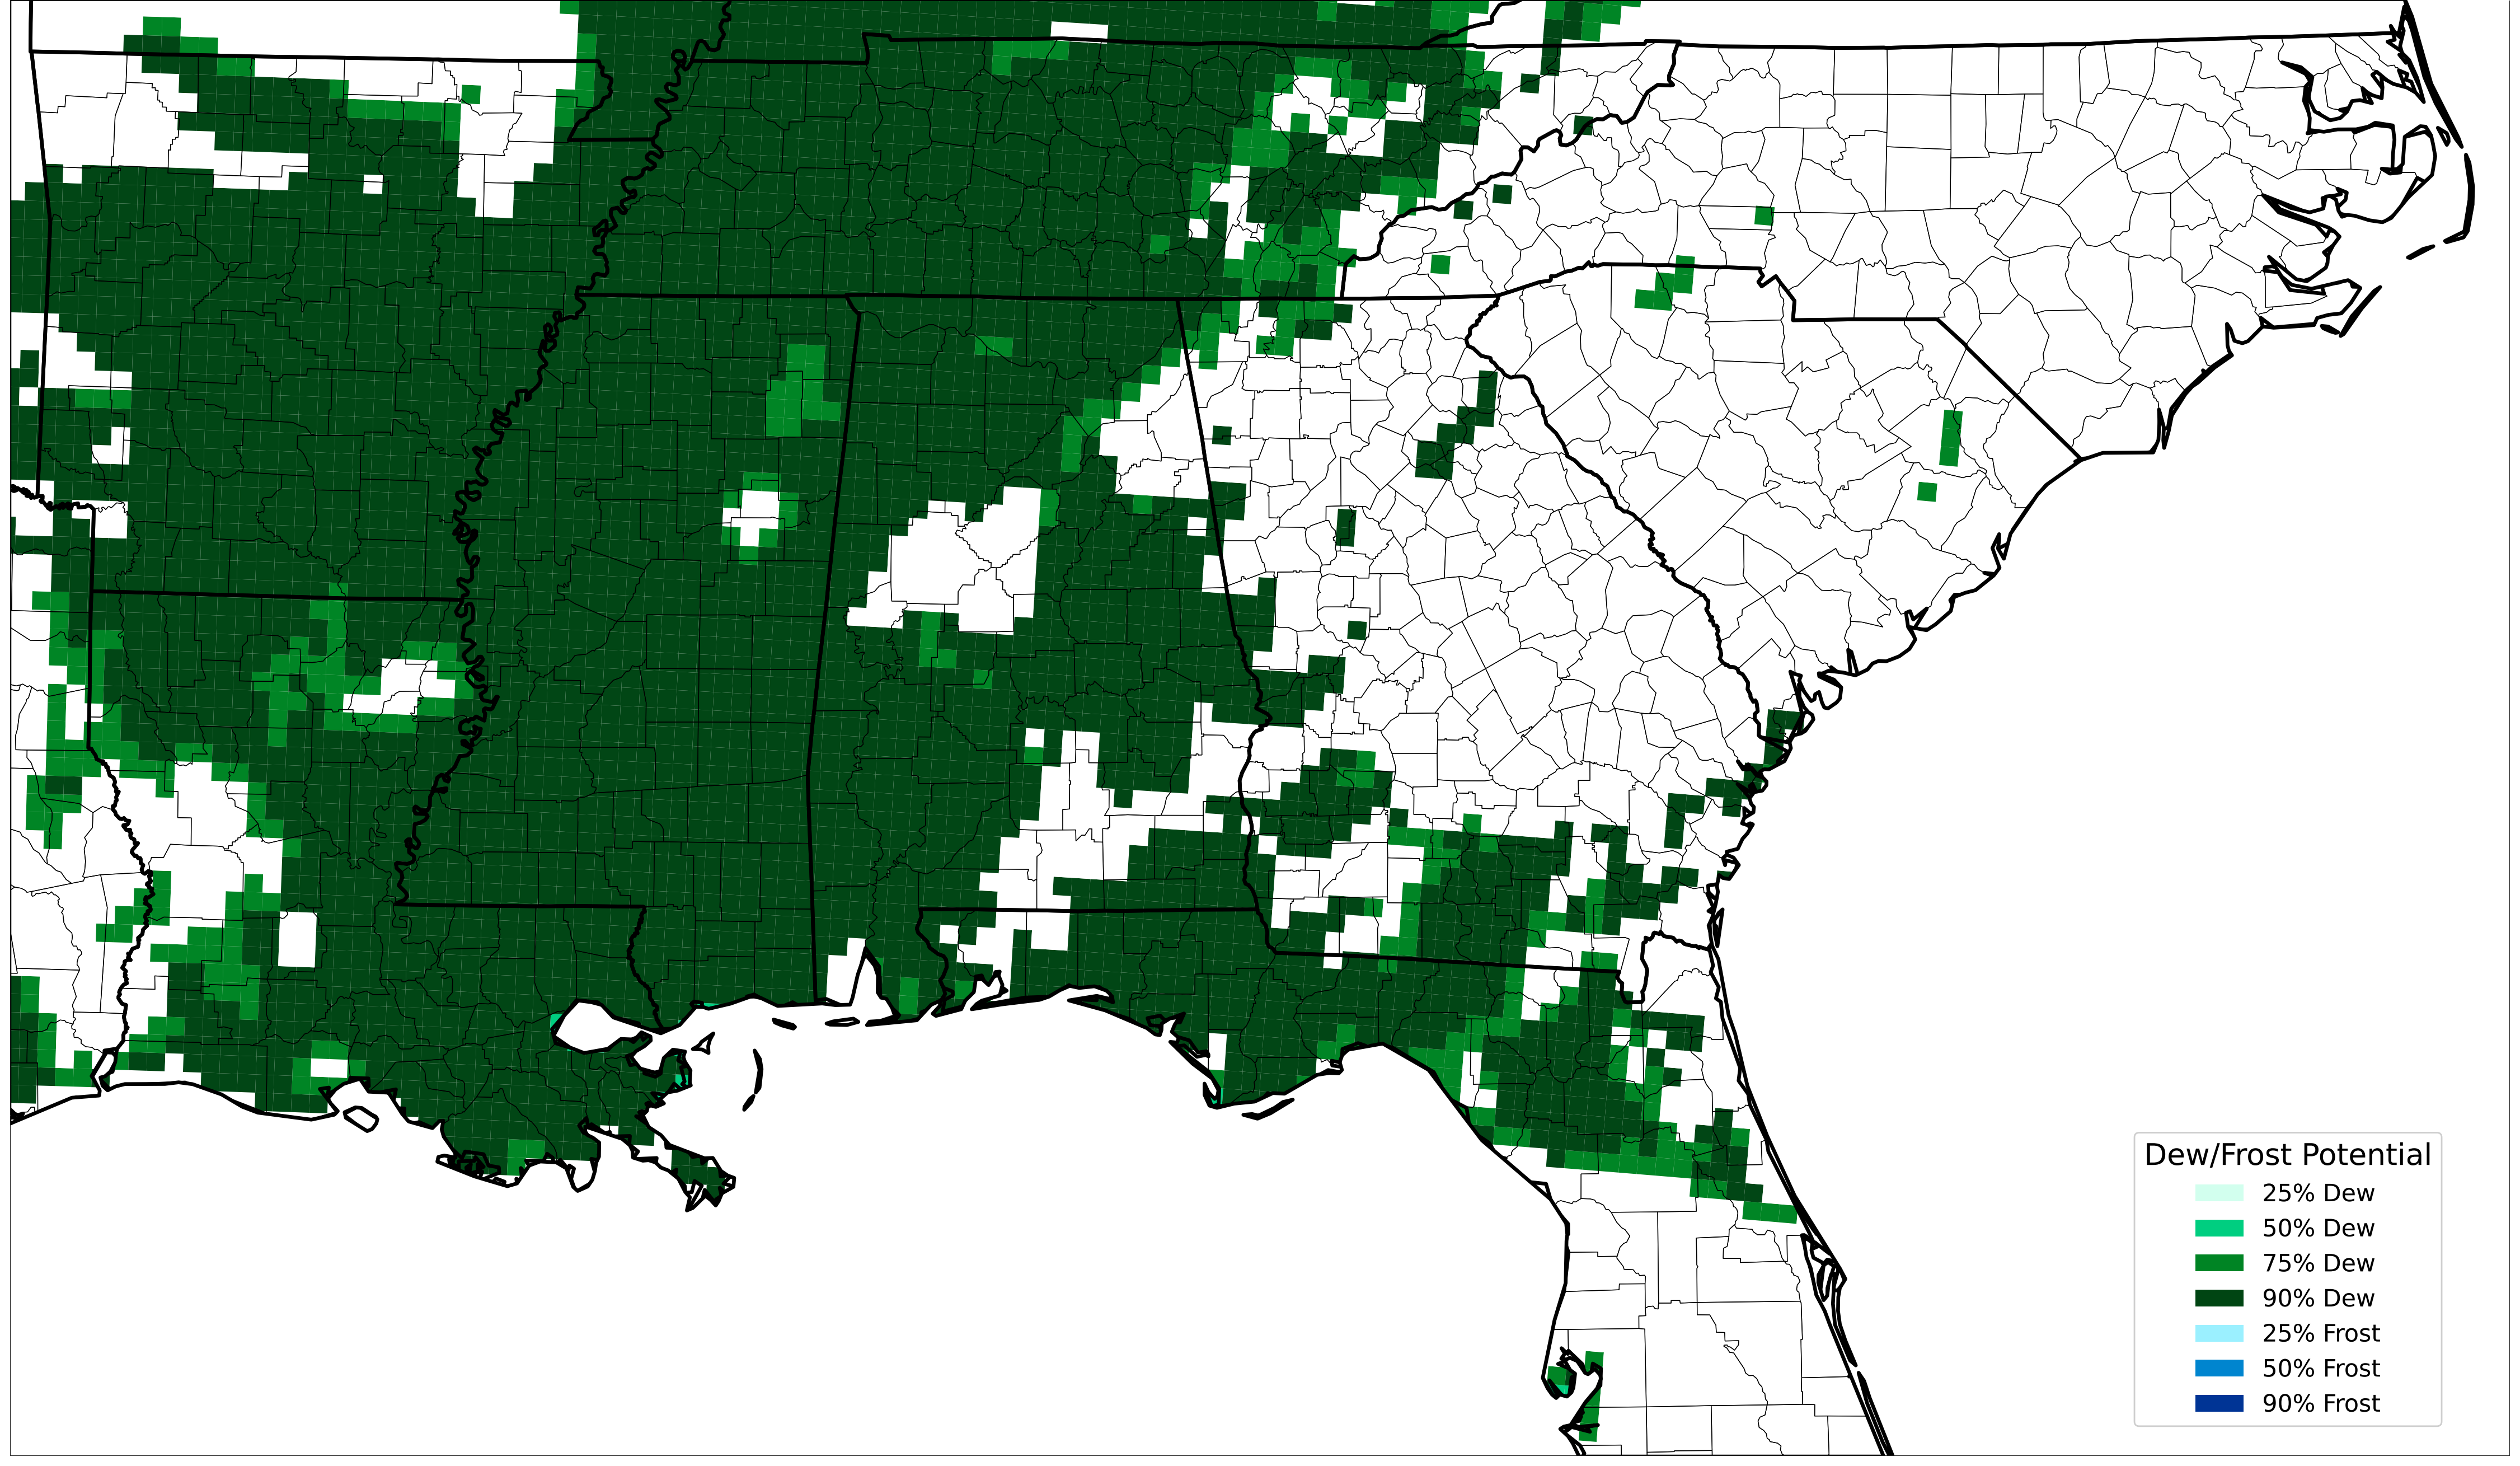 Dew/Frost Potential
25% Dew
50% Dew
75% Dew
90% Dew
25% Frost
50% Frost
90% Frost